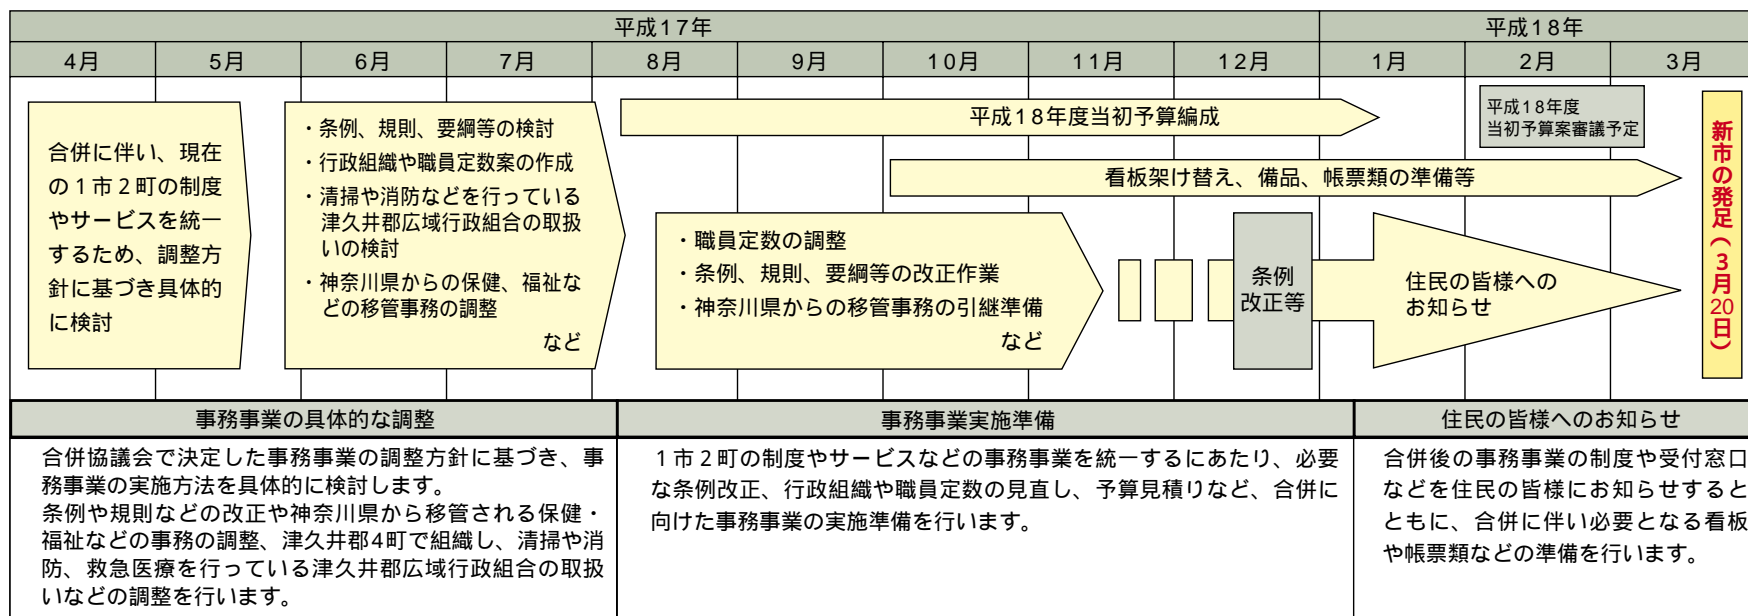 平成17年
平成18年
4月
5月
6月
7月
8月
9月
10月
11月
12月
1月
2月
3月
合併に伴い、現在
の1市2町の制度
やサービスを統一
するため、調整方
針に基づき具体的
に検討
・条例、規則、要綱等の検討
・行政組織や職員定数案の作成
・清掃や消防などを行っている
津久井郡広域行政組合の取扱
いの検討
・神奈川県からの保健、福祉な
どの移管事務の調整
など
平成18年度当初予算編成
平成18年度
当初予算案審議予定
看板架け替え、備品、帳票類の準備等
・職員定数の調整
・条例、規則、要綱等の改正作業
・神奈川県からの移管事務の引継準備
など
条例
改正等
住民の皆様への
お知らせ
新市の発足（3月20日）
事務事業の具体的な調整
合併協議会で決定した事務事業の調整方針に基づき、事
務事業の実施方法を具体的に検討します。
条例や規則などの改正や神奈川県から移管される保健・
福祉などの事務の調整、津久井郡4町で組織し、清掃や消
防、救急医療を行っている津久井郡広域行政組合の取扱
いなどの調整を行います。
事務事業実施準備
1市2町の制度やサービスなどの事務事業を統一するにあたり、必要
な条例改正、行政組織や職員定数の見直し、予算見積りなど、合併に
向けた事務事業の実施準備を行います。
住民の皆様へのお知らせ
合併後の事務事業の制度や受付窓口
などを住民の皆様にお知らせすると
ともに、合併に伴い必要となる看板
や帳票類などの準備を行います。